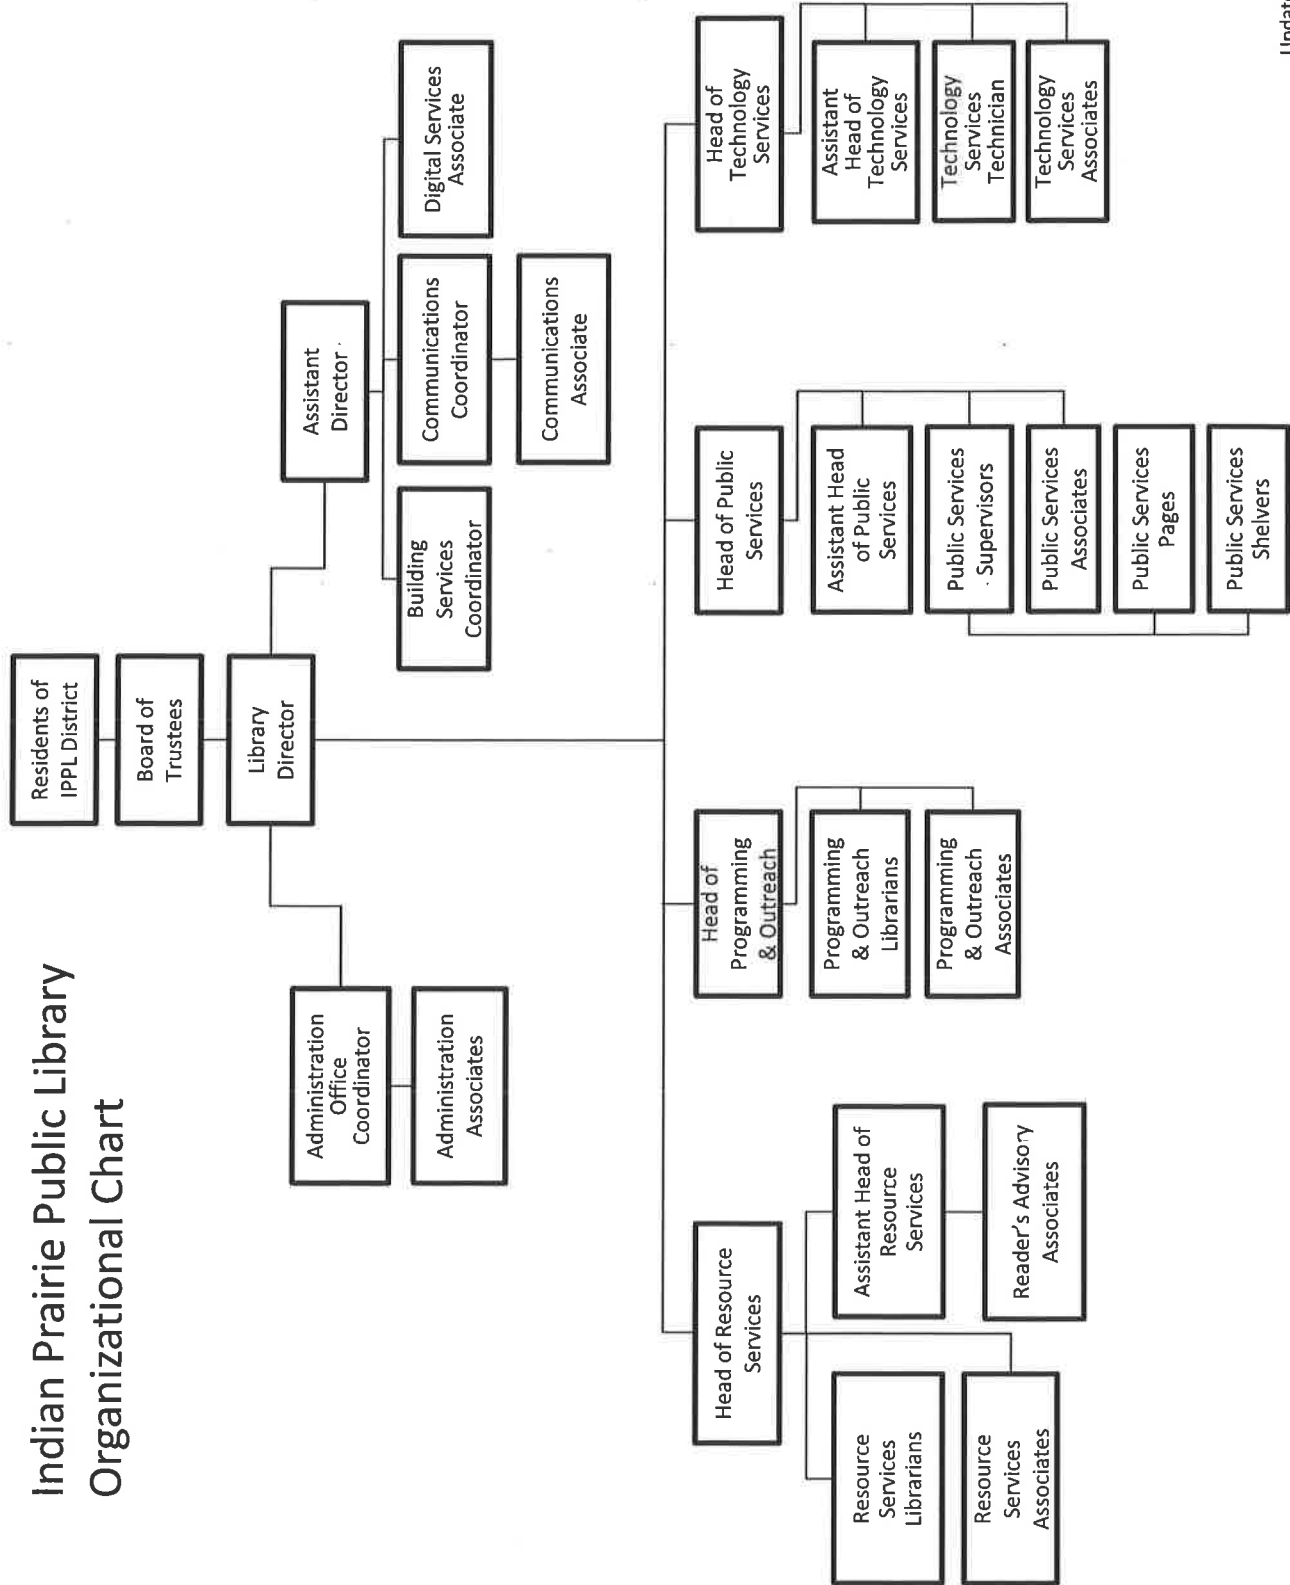 Indian Prairie Public Library
Organizational Chart
Residents of
IPPL District
Board of
Trustees
Library
Director
Administration
Office
Coordinator
Administration
Associates
Assistant
Director
Building
Services
Coordinator
Communications
Coordinator
Digital Services
Associate
Communications
Associate
Head of Resource
Services
Resource
Services
Librarians
Resource
Services
Associates
Assistant Head of
Resource
Services
Reader's Advisory
Associates
Head of
Programming
& Outreach
Programming
& Outreach
Librarians
Programming
& Outreach
Associates
Head of Public
Services
Assistant Head
of Public
Services
Public Services
Supervisors
Public Services
Associates
Public Services
Pages
Public Services
Shelvers
Head of
Technology
Services
Assistant
Head of
Technology
Services
Technology
Services
Technician
Technology
Services
Associates